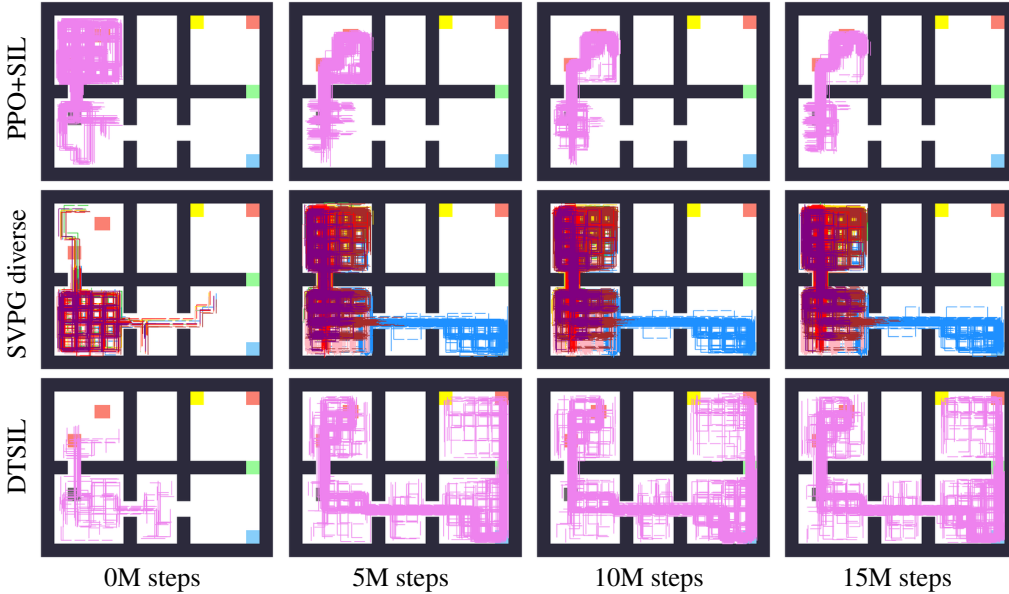 PPO+SIL
SVPG diverse
DTSIL
0M steps
5M steps
10M steps
15M steps